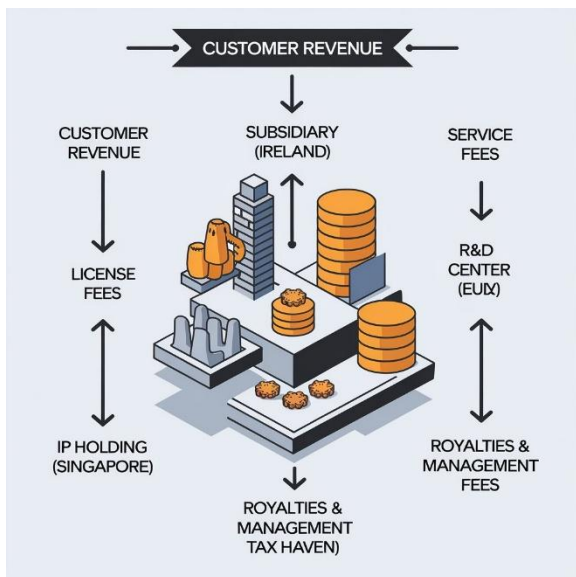 CUSTOMER REVENUE
CUSTOMER
REVENUE
SUBSIDIARY
(IRELAND)
SERVICE
FEES
LICENSE
FEES
R&D
CENTER
IP HOLDING
(SINGAPORE)
ROYALTIES &
MANAGEMENT
FEES
ROYALTIES &
MANAGEMENT
TAX HAVEN)